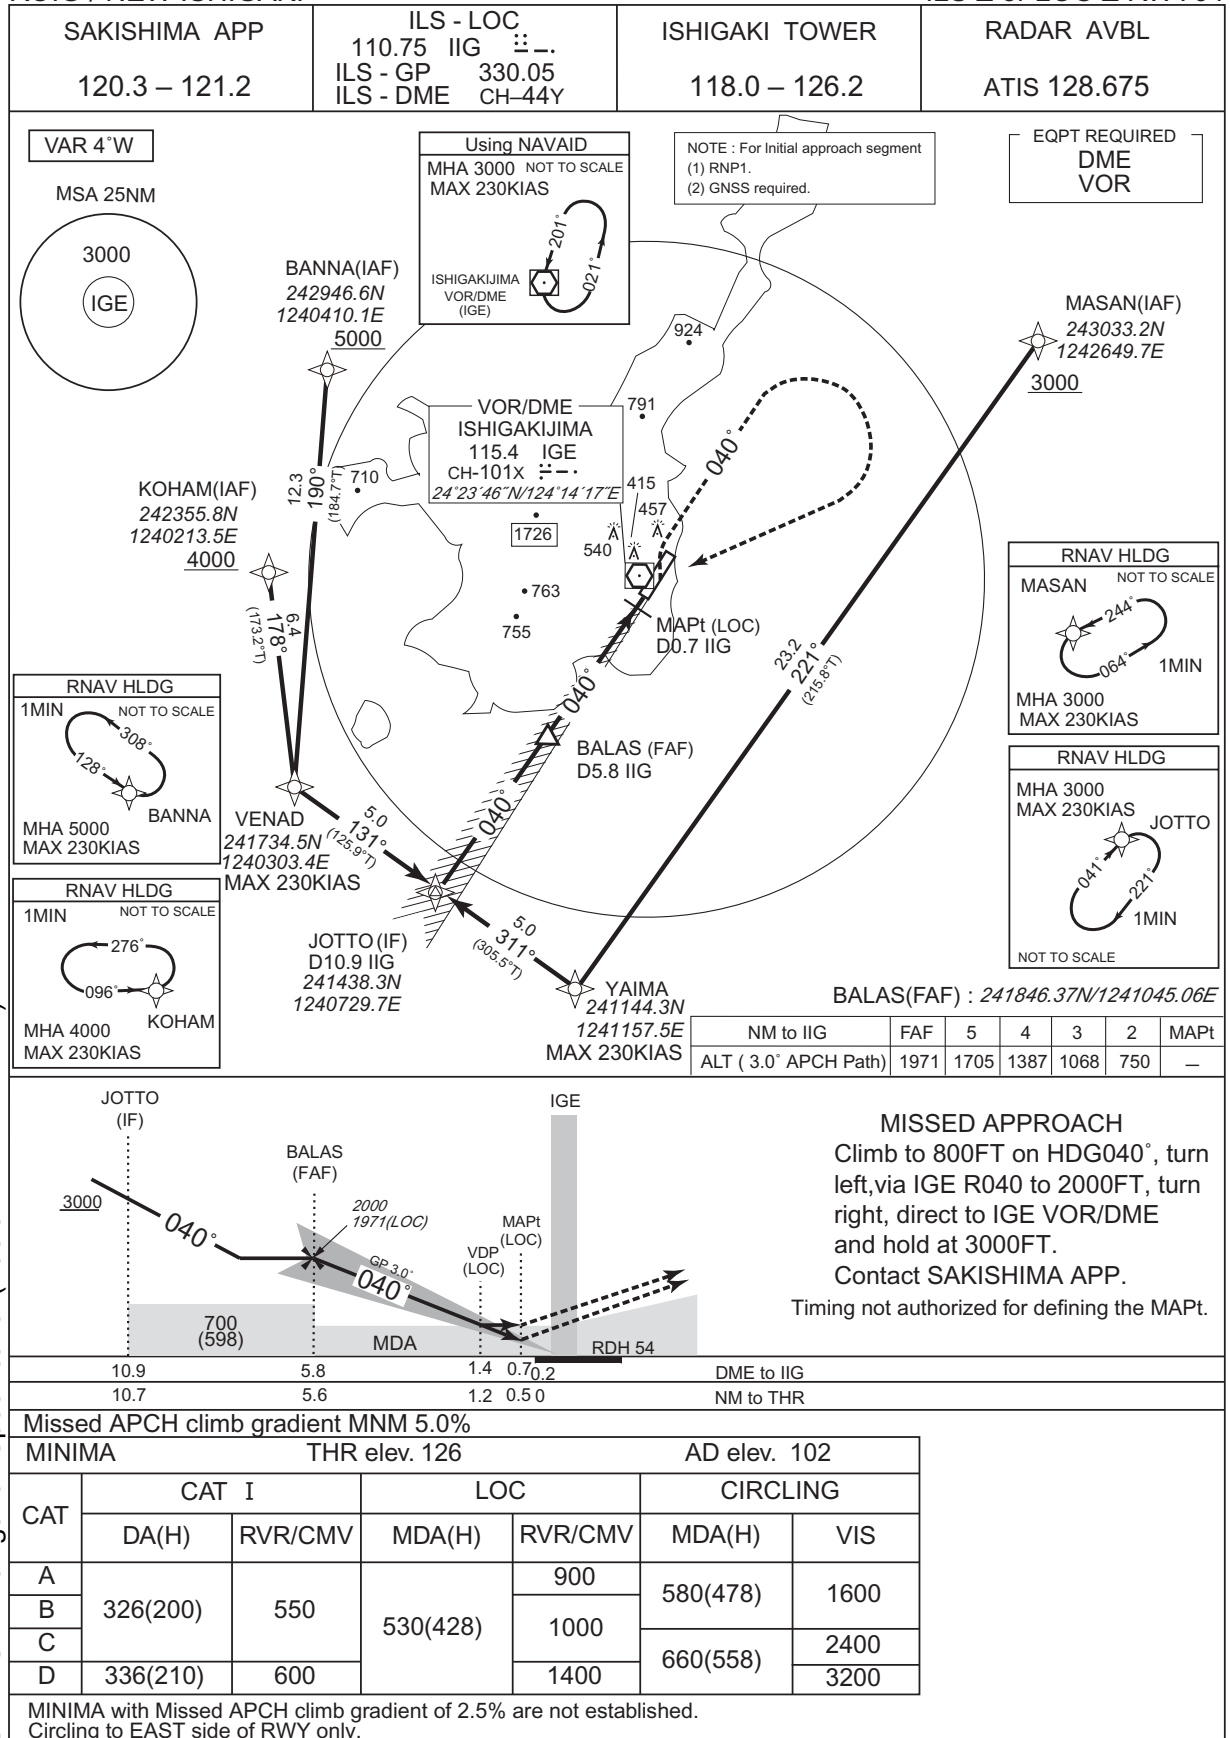 SAKISHIMA APP
120.3 – 121.2
ILS - LOC
110.75 IIG
ILS - GP 330.05
ILS - DME CH–44Y
ISHIGAKI TOWER
118.0 – 126.2
RADAR AVBL
ATIS 128.675
VAR 4°W
MSA 25NM
3000
IGE
Using NAVAID
MHA 3000 NOT TO SCALE
MAX 230KIAS
201°
021°
ISHIGAKIJIMA
VOR/DME
(IGE)
NOTE : For Initial approach segment
(1) RNP1.
(2) GNSS required.
EQPT REQUIRED
DME
VOR
BANNA(IAF)
242946.6N
1240410.1E
5000
MASAN(IAF)
243033.2N
1242649.7E
3000
924
791
VOR/DME
ISHIGAKIJIMA
115.4 IGE
CH-101X
24°23´46˝N/124°14´17˝E
040°
12.3
190°
(184.7°T)
710
KOHAM(IAF)
242355.8N
1240213.5E
4000
415
457
540
1726
763
755
6.4
178°
(173.2°T)
MAPt (LOC)
D0.7 IIG
23.2
221°
(215.8°T)
RNAV HLDG
MASAN NOT TO SCALE
244°
064°
1MIN
MHA 3000
MAX 230KIAS
RNAV HLDG
1MIN NOT TO SCALE
308°
128°
BANNA
MHA 5000
MAX 230KIAS
040°
BALAS (FAF)
D5.8 IIG
RNAV HLDG
MHA 3000
MAX 230KIAS
JOTTO
041°
221°
1MIN
NOT TO SCALE
VENAD
241734.5N
1240303.4E
MAX 230KIAS
5.0
131°
(125.9°T)
040°
RNAV HLDG
1MIN NOT TO SCALE
276°
096°
KOHAM
MHA 4000
MAX 230KIAS
JOTTO (IF)
D10.9 IIG
241438.3N
1240729.7E
5.0
311°
(305.5°T)
YAIMA
241144.3N
1241157.5E
MAX 230KIAS
BALAS(FAF) : 241846.37N/1241045.06E
NM to IIG FAF 5 4 3 2 MAPt
ALT ( 3.0° APCH Path) 1971 1705 1387 1068 750 –
JOTTO
(IF)
BALAS
(FAF)
IGE
3000
040°
2000
1971(LOC)
GP 3.0°
040°
VDP
(LOC)
MAPt
(LOC)
700
(598)
MDA
RDH 54
10.9 5.8 1.4 0.7 0.2 DME to IIG
10.7 5.6 1.2 0.5 0 NM to THR
MISSED APPROACH
Climb to 800FT on HDG040°, turn
left,via IGE R040 to 2000FT, turn
right, direct to IGE VOR/DME
and hold at 3000FT.
Contact SAKISHIMA APP.
Timing not authorized for defining the MAPt.
Missed APCH climb gradient MNM 5.0%
MINIMA THR elev. 126 AD elev. 102
CAT CAT I LOC CIRCLING
DA(H) RVR/CMV MDA(H) RVR/CMV MDA(H) VIS
A 326(200) 550 530(428) 900 580(478) 1600
B 1000
C 660(558) 2400
D 336(210) 600 1400 3200
MINIMA with Missed APCH climb gradient of 2.5% are not established.
Circling to EAST side of RWY only.